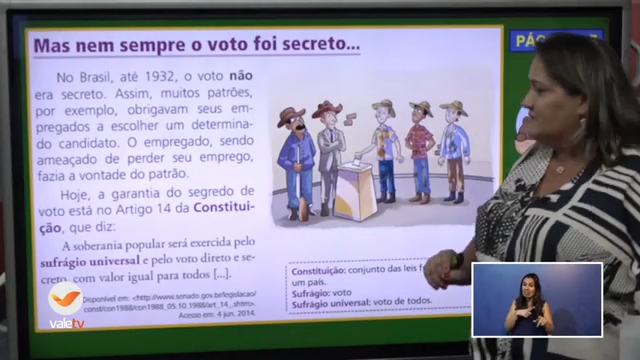 Mas nem sempre o voto foi secreto...
No Brasil, até 1932, o voto não
era secreto. Assim, muitos patrões,
por exemplo, obrigavam seus em-
pregados a escolher um determina-
do candidato. O empregado, sendo
ameaçado de perder seu emprego,
fazia a vontade do patrão.
Hoje, a garantia do segredo de
voto está no Artigo 14 da Constitui-
ção, que diz:
A soberania popular será exercida pelo
sufrágio universal e pelo voto direto e se-
creto, com valor igual para todos [...].
Disponível em: <http://www.senado.gov.br/legislacao/
const/con1988/con1988_05.10.1988/art_14_.shtm>.
Acesso em: 4 jun. 2014.
Constituição: conjunto das leis
um país.
Sufrágio: voto
Sufrágio universal: voto de todos.
valetv